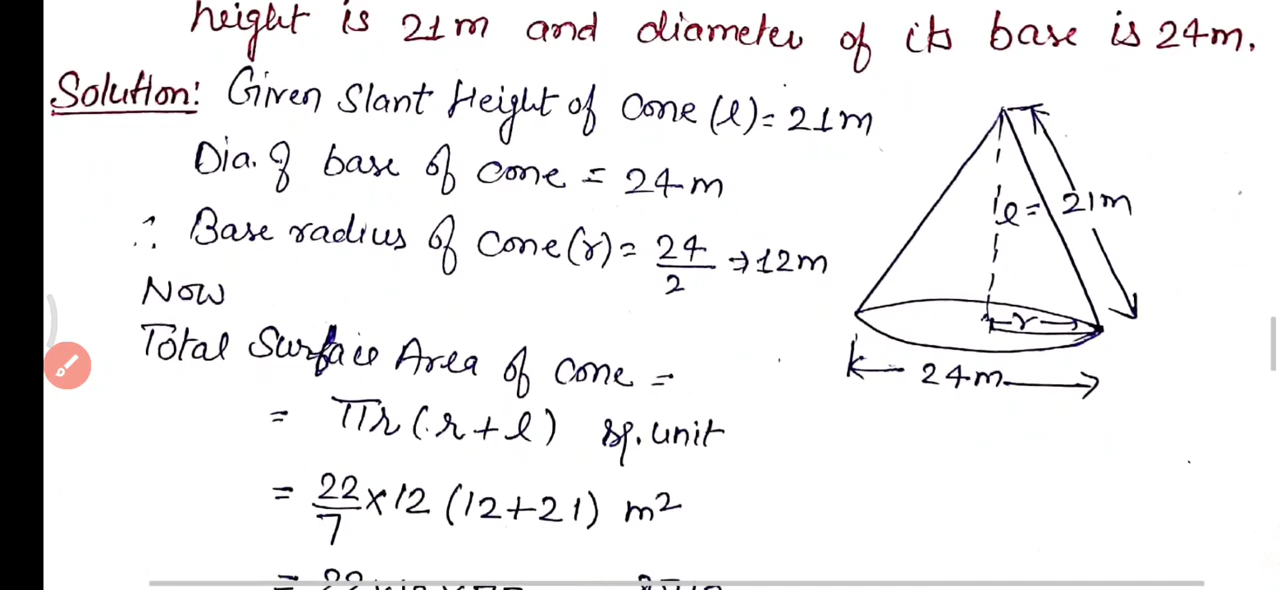 height is 21m and diameter of its base is 24m.
Solution: Given Slant Height of Cone (l) = 21m
Dia. of base of cone = 24m
∴ Base radius of Cone (r) = 24/2 → 12m
Now
Total Surface Area of cone =
= πr (r + l) sq. unit
= 22/7 × 12 (12+21) m²
l = 21m
r
24m